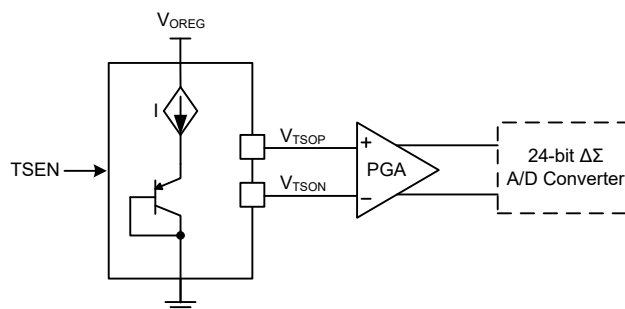 VOREG
I
TSEN
VTSOP
VTSON
+
PGA
−
24-bit ΔΣ
A/D Converter